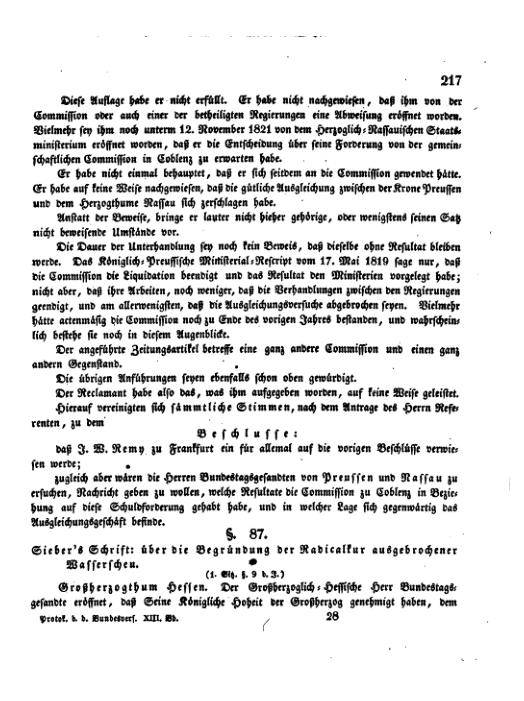 217
Diese Auflage habe er nicht erfüllt. Er habe nicht nachgewiesen, daß ihm von der
Commission oder auch einer der betheiligten Regierungen eine Abweisung eröffnet worden.
Vielmehr sey ihm noch unterm 12. November 1821 von dem Herzoglich-Nassauischen Staats-
ministerium eröffnet worden, daß er die Entscheidung über seine Forderung von der gemein-
schaftlichen Commission in Coblenz zu erwarten habe.
Er habe nicht einmal behauptet, daß er sich seitdem an die Commission gewendet hätte.
Er habe auf keine Weise nachgewiesen, daß die gütliche Ausgleichung zwischen der Krone Preussen
und dem Herzogthume Nassau sich zerschlagen habe.
Anstatt der Beweise, bringe er lauter nicht hieher gehörige, oder wenigstens seinen Satz
nicht beweisende Umstände vor.
Die Dauer der Unterhandlung sey noch kein Beweis, daß dieselbe ohne Resultat bleiben
werde. Das Königlich-Preussische Ministerial-Rescript vom 17. Mai 1819 sage nur, daß
die Commission die Liquidation beendigt und das Resultat den Ministerien vorgelegt habe;
nicht aber, daß ihre Arbeiten, noch weniger, daß die Verhandlungen zwischen den Regierungen
geendigt, und am allerwenigsten, daß die Ausgleichungsversuche abgebrochen seyen. Vielmehr
hätte actenmäßig die Commission noch zu Ende des vorigen Jahres bestanden, und wahrschein-
lich bestehe sie noch in diesem Augenblicke.
Der angeführte Zeitungsartikel betreffe eine ganz andere Commission und einen ganz
andern Gegenstand.
Die übrigen Anführungen seyen ebenfalls schon oben gewürdigt.
Der Reclamant habe also das, was ihm aufgegeben worden, auf keine Weise geleistet.
Hierauf vereinigten sich sämmtliche Stimmen, nach dem Antrage des Herrn Refe-
renten, zu dem
Beschlusse:
daß J. W. Remy zu Frankfurt ein für allemal auf die vorigen Beschlüsse verwie-
sen werde;
zugleich aber wären die Herren Bundestagsgesandten von Preussen und Nassau zu
ersuchen, Nachricht geben zu wollen, welche Resultate die Commission zu Coblenz in Bezie-
hung auf diese Schuldforderung gehabt habe, und in welcher Lage sich gegenwärtig das
Ausgleichungsgeschäft befinde.
§. 87.
Sieber's Schrift: über die Begründung der Radicalkur ausgebrochener
Wasserscheu.
(1. Sitz. §. 9 d. J.)
Großherzogthum Hessen. Der Großherzoglich-Hessische Herr Bundestags-
gesandte eröffnet, daß Seine Königliche Hoheit der Großherzog genehmigt haben, dem
Protok. d. d. Bundesvers. XIII. Bd. 28